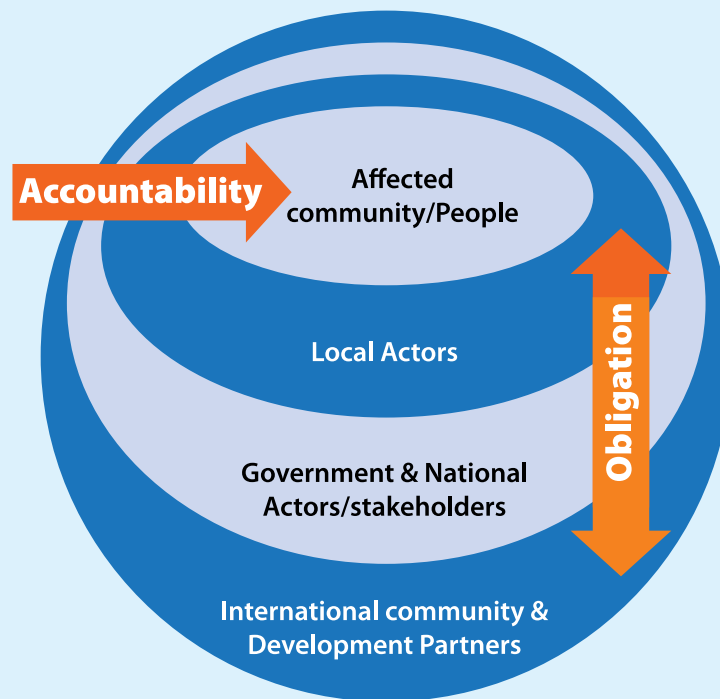 Accountability
Affected
community/People
Local Actors
Obligation
Government & National
Actors/stakeholders
International community &
Development Partners